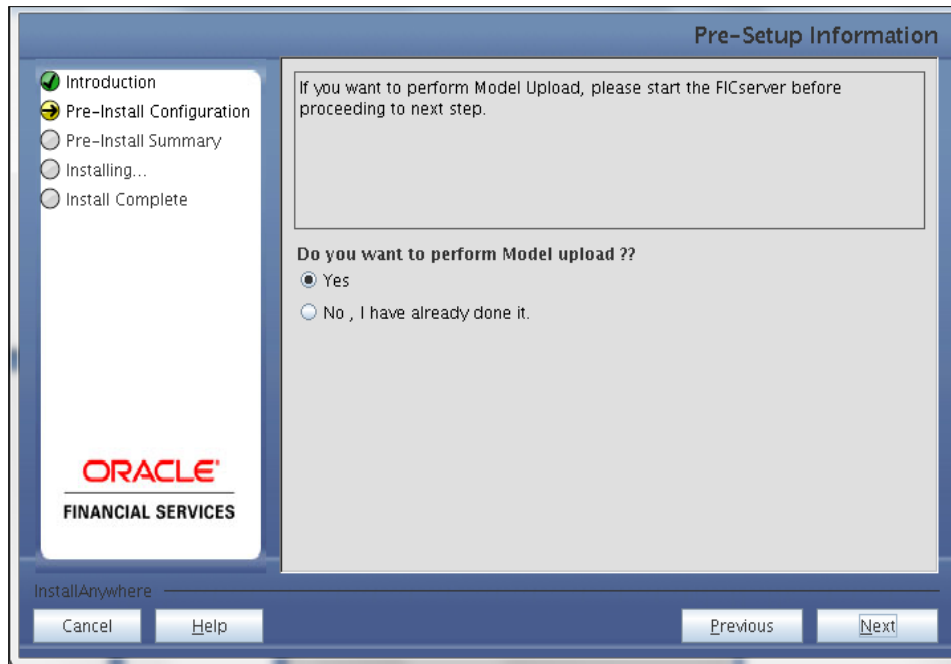 Pre-Setup Information
Introduction
Pre-Install Configuration
Pre-Install Summary
Installing...
Install Complete
ORACLE'
FINANCIAL SERVICES
If you want to perform Model Upload, please start the FICserver before
proceeding to next step.
Do you want to perform Model upload ??
Yes
No , I have already done it.
InstallAnywhere
Cancel
Help
Previous
Next